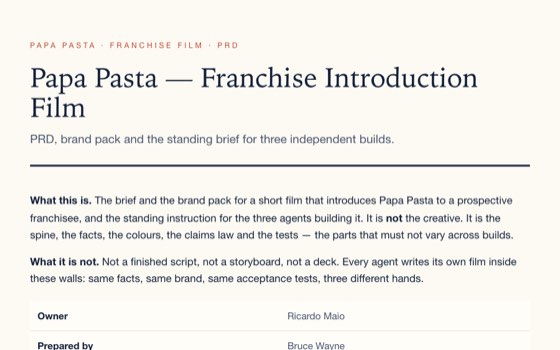 PAPA PASTA · FRANCHISE FILM · PRD
Papa Pasta — Franchise Introduction
Film
PRD, brand pack and the standing brief for three independent builds.
What this is. The brief and the brand pack for a short film that introduces Papa Pasta to a prospective
franchisee, and the standing instruction for the three agents building it. It is not the creative. It is the
spine, the facts, the colours, the claims law and the tests — the parts that must not vary across builds.
What it is not. Not a finished script, not a storyboard, not a deck. Every agent writes its own film inside
these walls: same facts, same brand, same acceptance tests, three different hands.
Owner Ricardo Maio
Prepared by Bruce Wayne